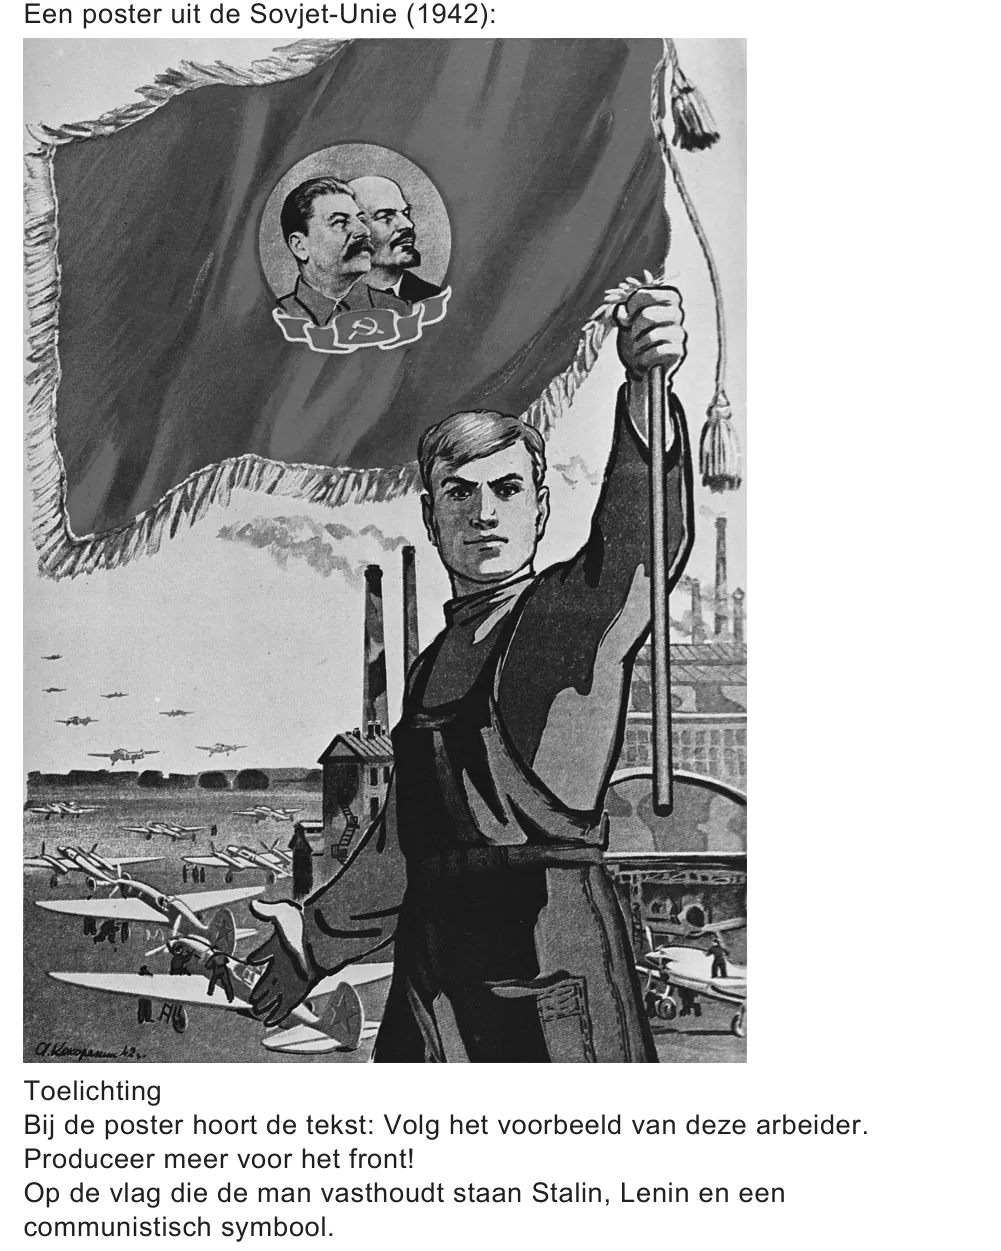 Een poster uit de Sovjet-Unie (1942):
Toelichting
Bij de poster hoort de tekst: Volg het voorbeeld van deze arbeider.
Produceer meer voor het front!
Op de vlag die de man vasthoudt staan Stalin, Lenin en een
communistisch symbool.